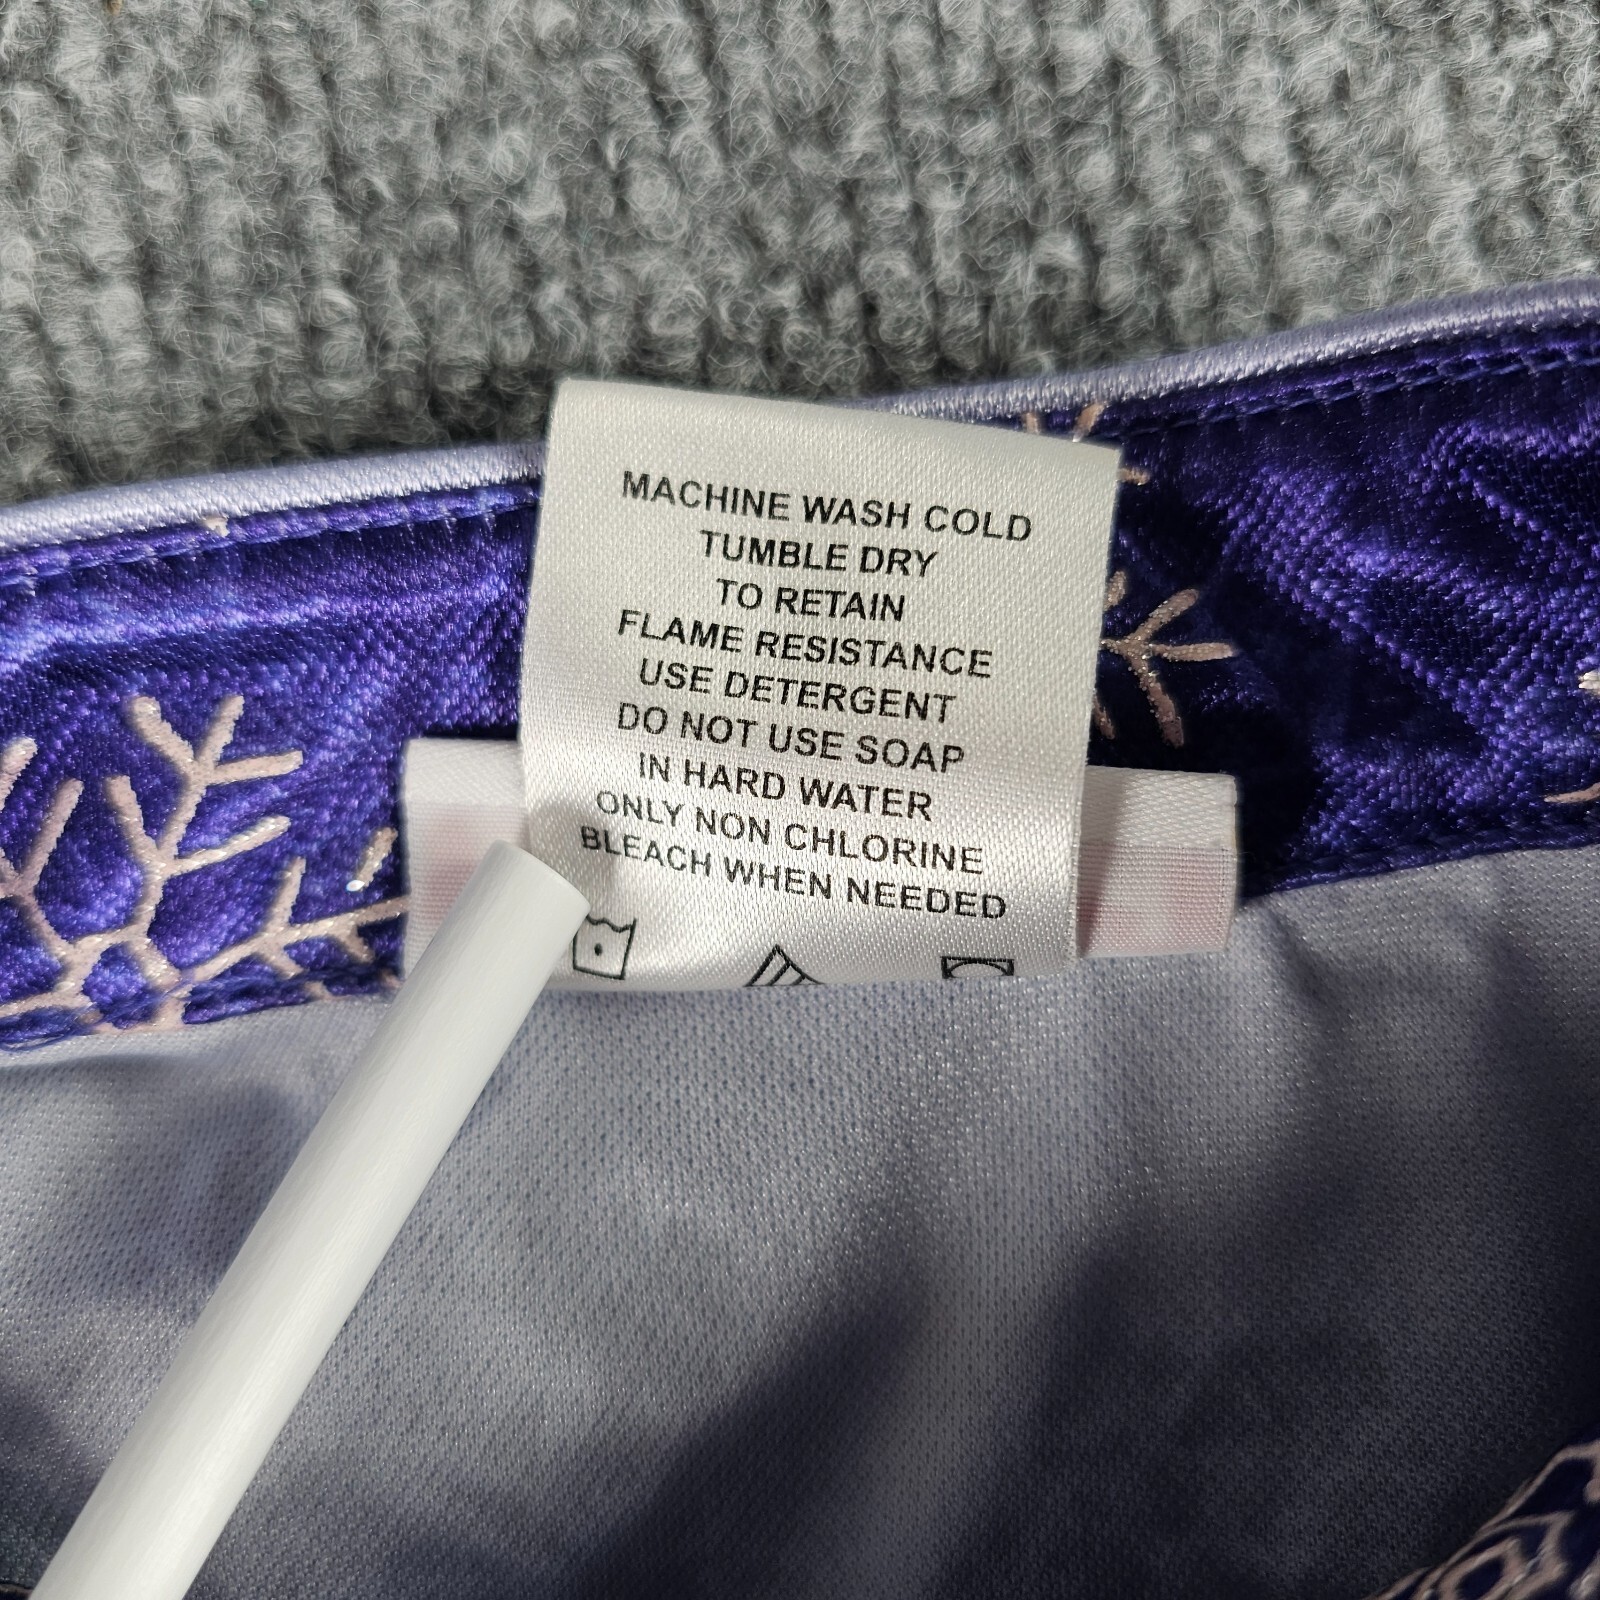 MACHINE WASH COLD
TUMBLE DRY
TO RETAIN
FLAME RESISTANCE
USE DETERGENT
DO NOT USE SOAP
IN HARD WATER
ONLY NON CHLORINE
BLEACH WHEN NEEDED